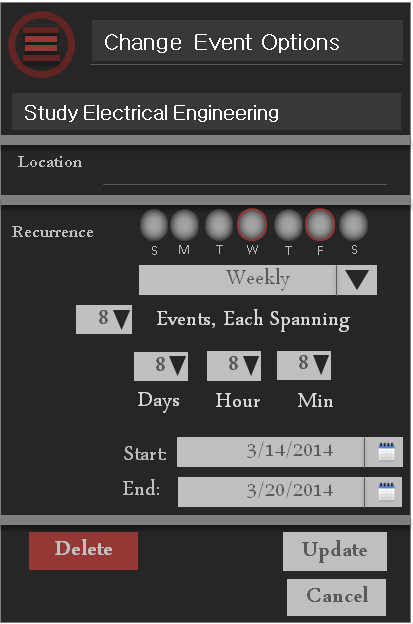 Change Event Options
Study Electrical Engineering
Location
Recurrence
S M T W T F S
Weekly
8 Events, Each Spanning
8 8 8
Days Hour Min
Start: 3/14/2014
End: 3/20/2014
Delete Update
Cancel